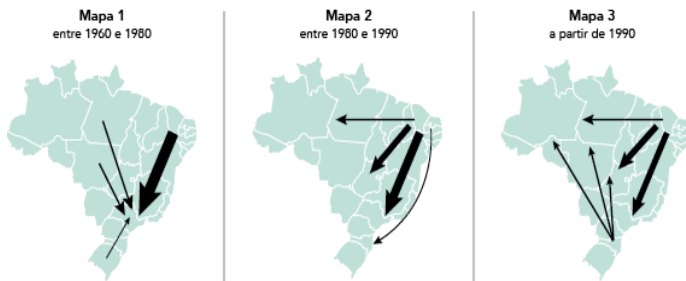 Mapa 1
entre 1960 e 1980
Mapa 2
entre 1980 e 1990
Mapa 3
a partir de 1990